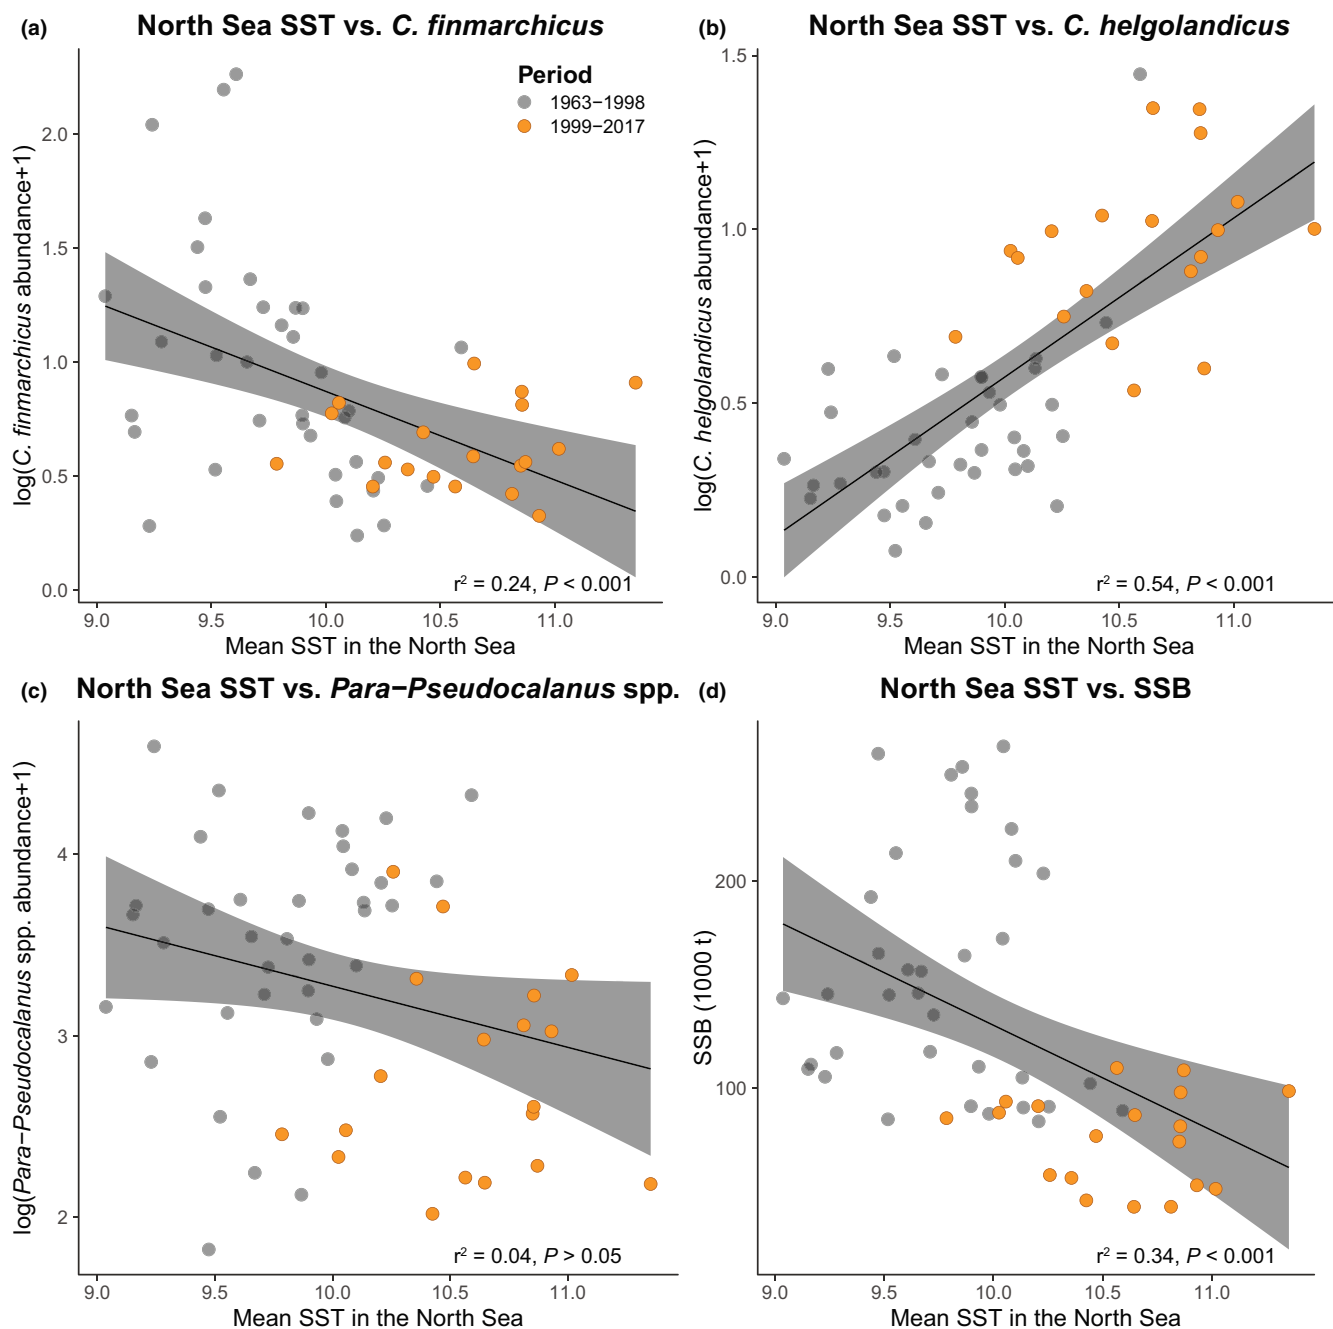 (a) North Sea SST vs. C. finmarchicus
Period
1963−1998
1999−2017
log(C. finmarchicus abundance+1)
2.0
1.5
1.0
0.5
0.0
r² = 0.24, P < 0.001
9.0 9.5 10.0 10.5 11.0
Mean SST in the North Sea
(b) North Sea SST vs. C. helgolandicus
log(C. helgolandicus abundance+1)
1.5
1.0
0.5
0.0
r² = 0.54, P < 0.001
9.0 9.5 10.0 10.5 11.0
Mean SST in the North Sea
(c) North Sea SST vs. Para−Pseudocalanus spp.
log(Para−Pseudocalanus spp. abundance+1)
4
3
2
r² = 0.04, P > 0.05
9.0 9.5 10.0 10.5 11.0
Mean SST in the North Sea
(d) North Sea SST vs. SSB
SSB (1000 t)
200
100
r² = 0.34, P < 0.001
9.0 9.5 10.0 10.5 11.0
Mean SST in the North Sea